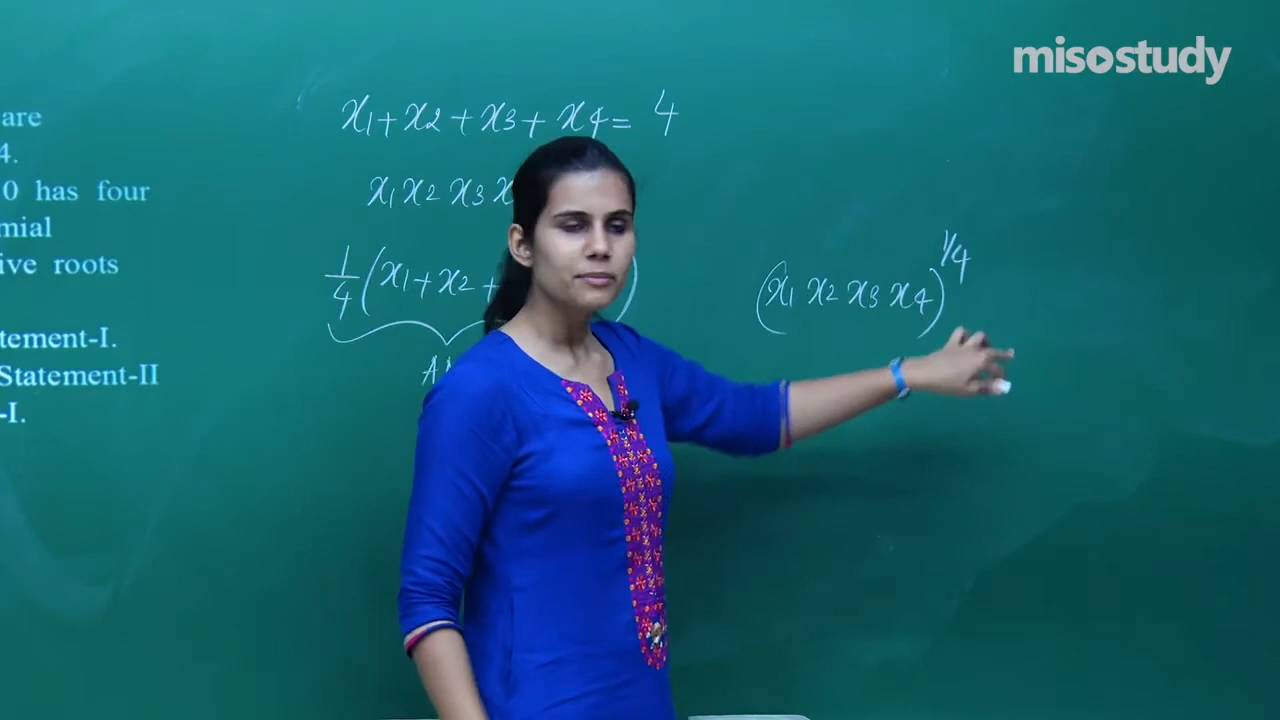 misostudy
are
4.
0 has four
mial
ive roots
tement-I.
Statement-II
-I.
x₁ + x₂ + x₃ + x₄ = 4
x₁ x₂ x₃ x
1/4 (x₁ + x₂ + )
(x₁ x₂ x₃ x₄)^1/4